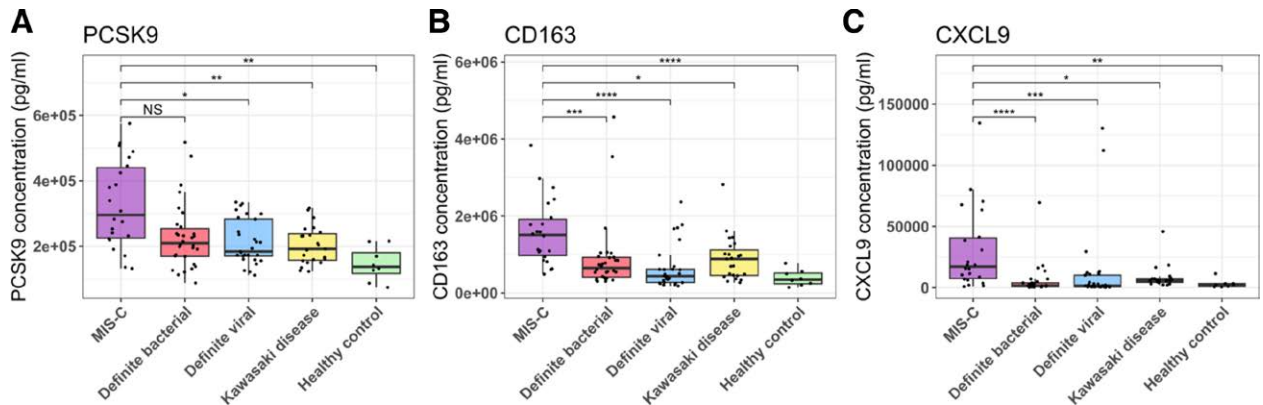 A
PCSK9
PCSK9 concentration (pg/ml)
6e+05
4e+05
2e+05
**
**
*
NS
MIS-C
Definite bacterial
Definite viral
Kawasaki disease
Healthy control
B
CD163
CD163 concentration (pg/ml)
6e+06
4e+06
2e+06
0e+00
****
*
****
***
MIS-C
Definite bacterial
Definite viral
Kawasaki disease
Healthy control
C
CXCL9
CXCL9 concentration (pg/ml)
150000
100000
50000
0
**
*
***
****
MIS-C
Definite bacterial
Definite viral
Kawasaki disease
Healthy control